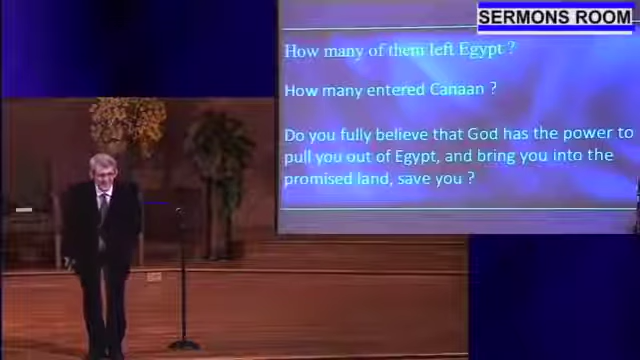 SERMONS ROOM
How many of them left Egypt ?
How many entered Canaan ?
Do you fully believe that God has the power to
pull you out of Egypt, and bring you into the
promised land, save you ?